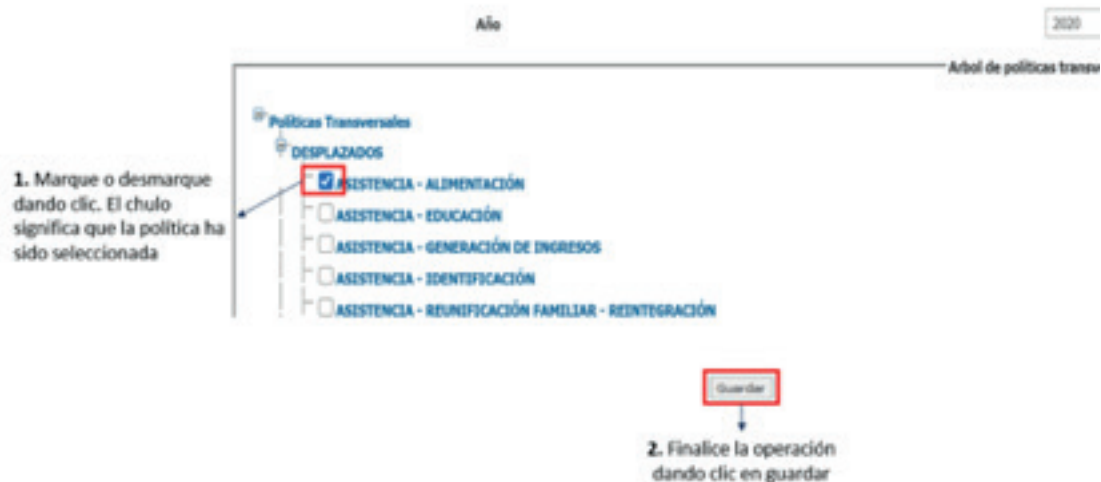 Año
2020
Arbol de políticas
Políticas Transversales
DESPLAZADOS
ASISTENCIA - ALIMENTACIÓN
ASISTENCIA - EDUCACIÓN
ASISTENCIA - GENERACIÓN DE INGRESOS
ASISTENCIA - IDENTIFICACIÓN
ASISTENCIA - REUNIFICACIÓN FAMILIAR - REINTEGRACIÓN
1. Marque o desmarque
dando clic. El chulo
significa que la política ha
sido seleccionada
Guardar
2. Finalice la operación
dando clic en guardar